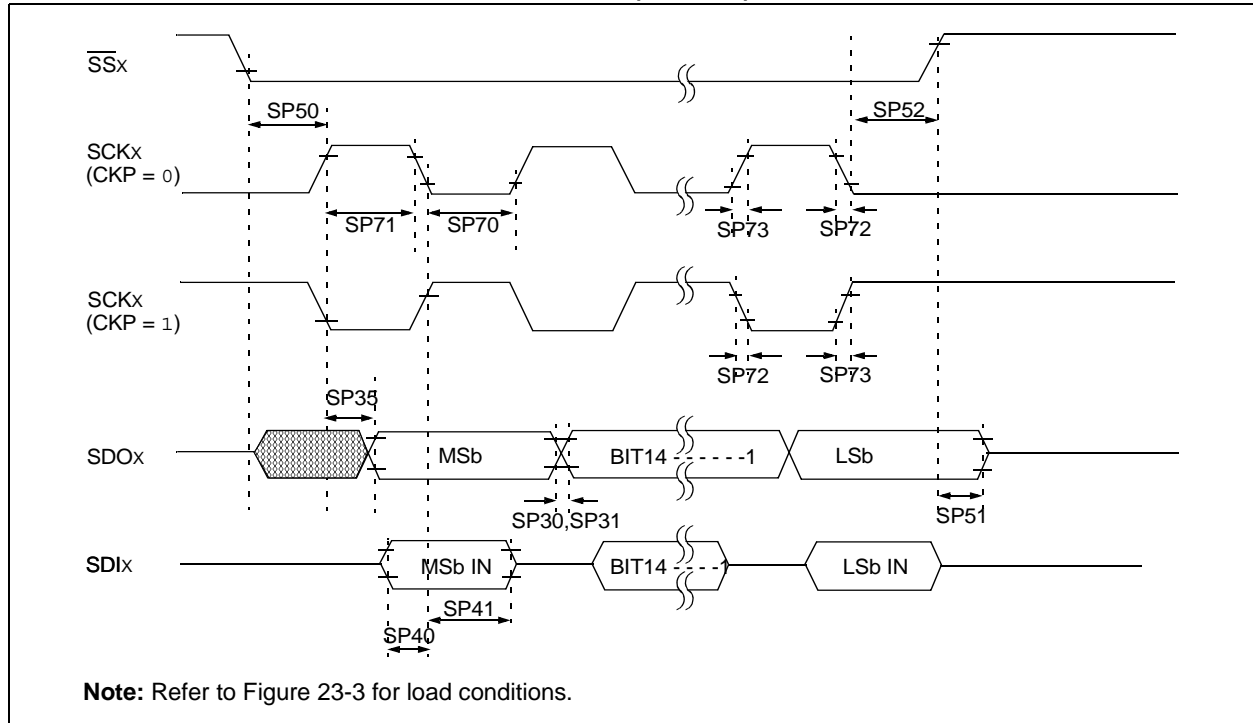 SSX
SP50
SP52
SCKX
(CKP = 0)
SP71
SP70
SP73
SP72
SCKX
(CKP = 1)
SP72
SP73
SP35
SDOX
MSb
BIT14 - - - - - -1
LSb
SP30,SP31
SP51
SDIX
MSb IN
BIT14 - - - - -1
LSb IN
SP41
SP40
Note: Refer to Figure 23-3 for load conditions.